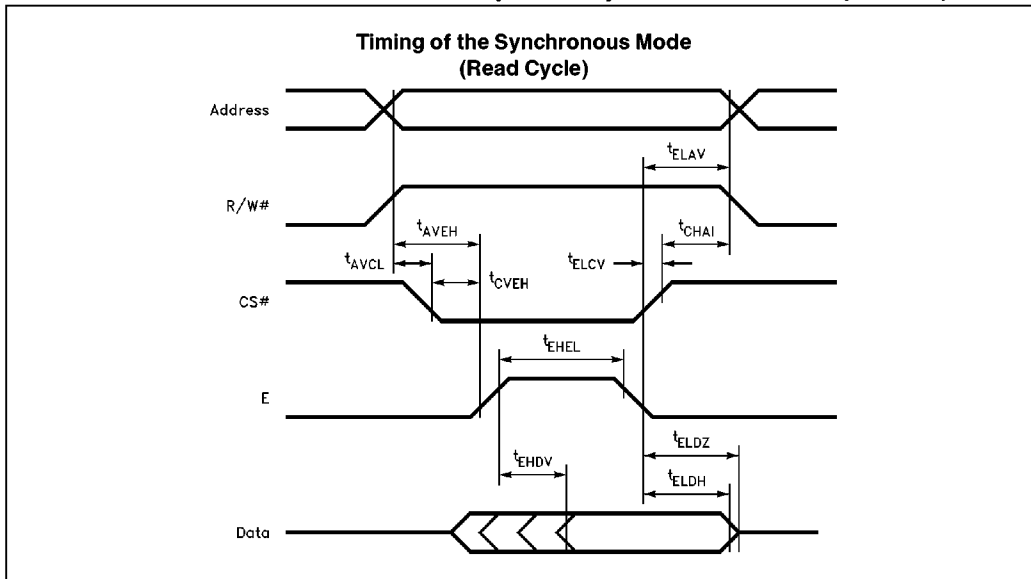 Timing of the Synchronous Mode
(Read Cycle)
Address
tELAV
R/W#
tAVEH
tCHAI
tAVCL
tELCV
tCVEH
CS#
tEHEL
E
tELDZ
tEHDV
tELDH
Data